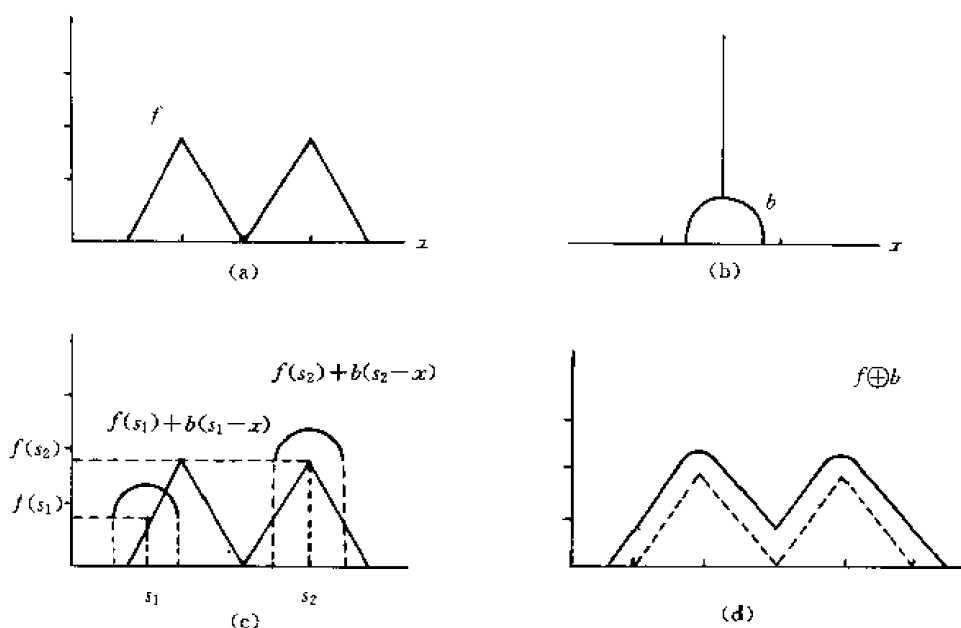 f
x
(a)
b
x
(b)
f(s₂)+b(s₂−x)
f(s₁)+b(s₁−x)
f(s₂)
f(s₁)
s₁
s₂
(c)
f⊕b
(d)